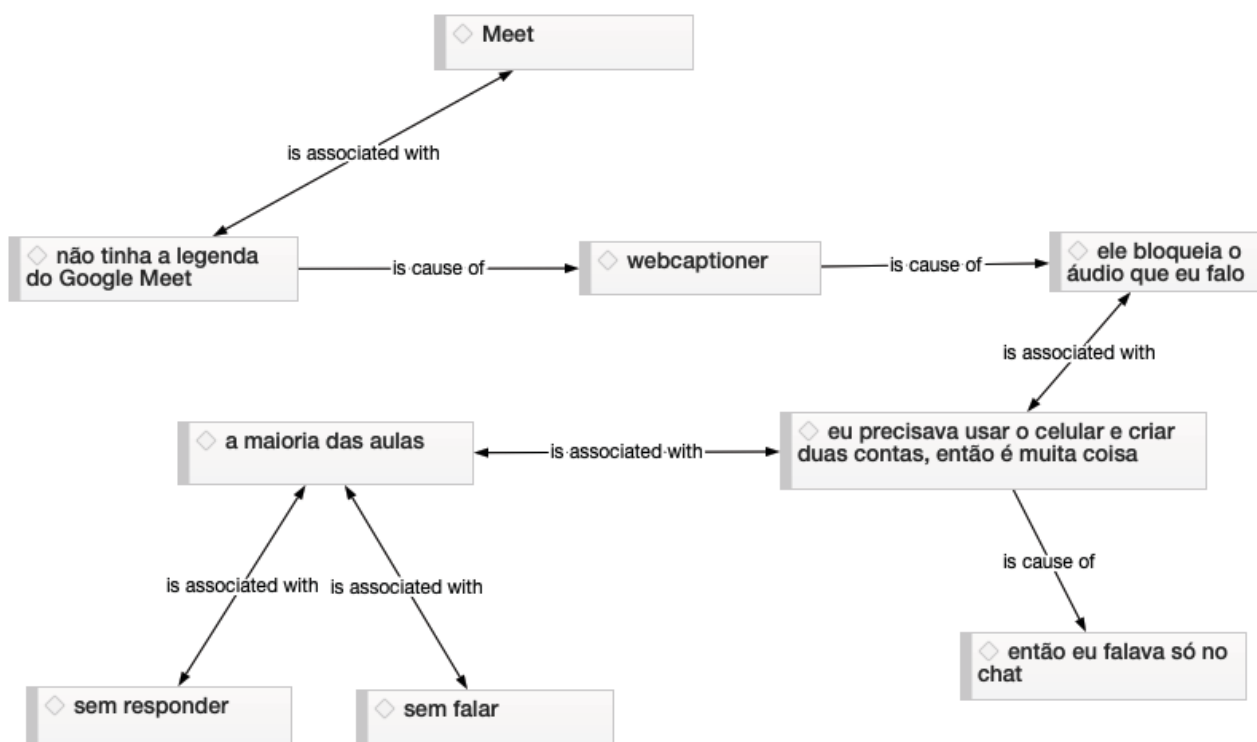 Meet
is associated with
não tinha a legenda
do Google Meet
is cause of
webcaptioner
is cause of
ele bloqueia o
áudio que eu falo
is associated with
a maioria das aulas
is associated with
eu precisava usar o celular e criar
duas contas, então é muita coisa
is associated with
is associated with
is cause of
sem responder
sem falar
então eu falava só no
chat